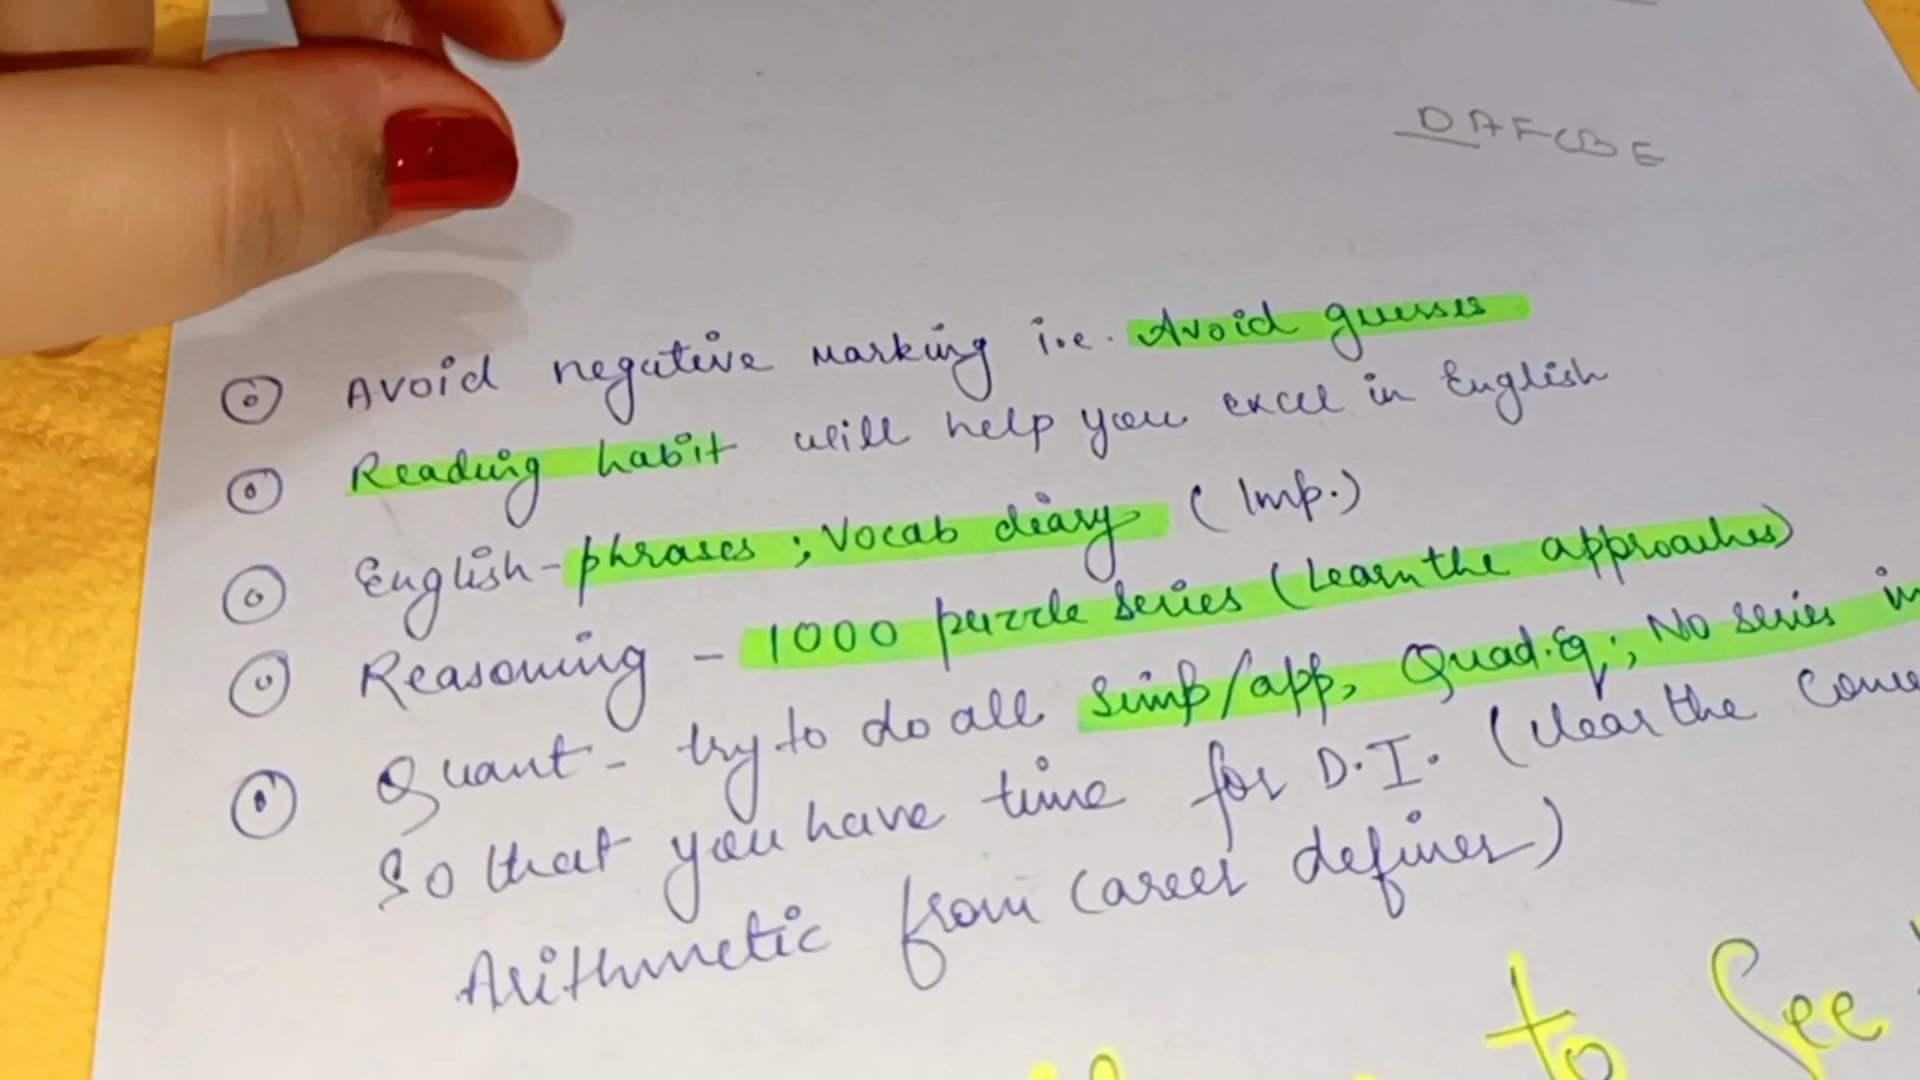 DAFCBE
Avoid negative marking i.e. Avoid guesses
Reading habit will help you excel in English
English - phrases ; Vocab diary (Imp.)
Reasoning - 1000 puzzle series (Learn the approaches)
Quant - try to do all Simp/app, Quad.Eq.; No series in
So that you have time for D.I. (clear the
Arithmetic from career definer)
to See